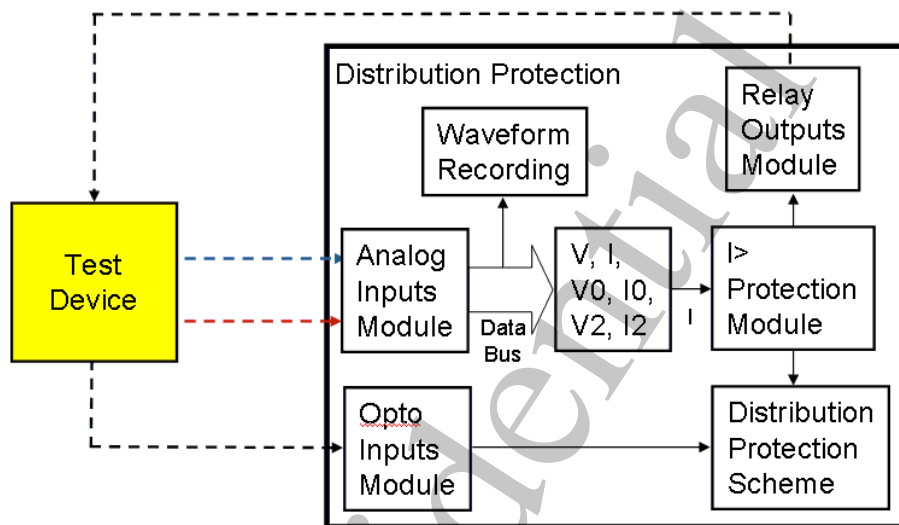 Distribution Protection
Waveform
Recording
Relay
Outputs
Module
Test
Device
Analog
Inputs
Module
Data
Bus
V, I,
V0, I0,
V2, I2
I
I>
Protection
Module
Opto
Inputs
Module
Distribution
Protection
Scheme
idential